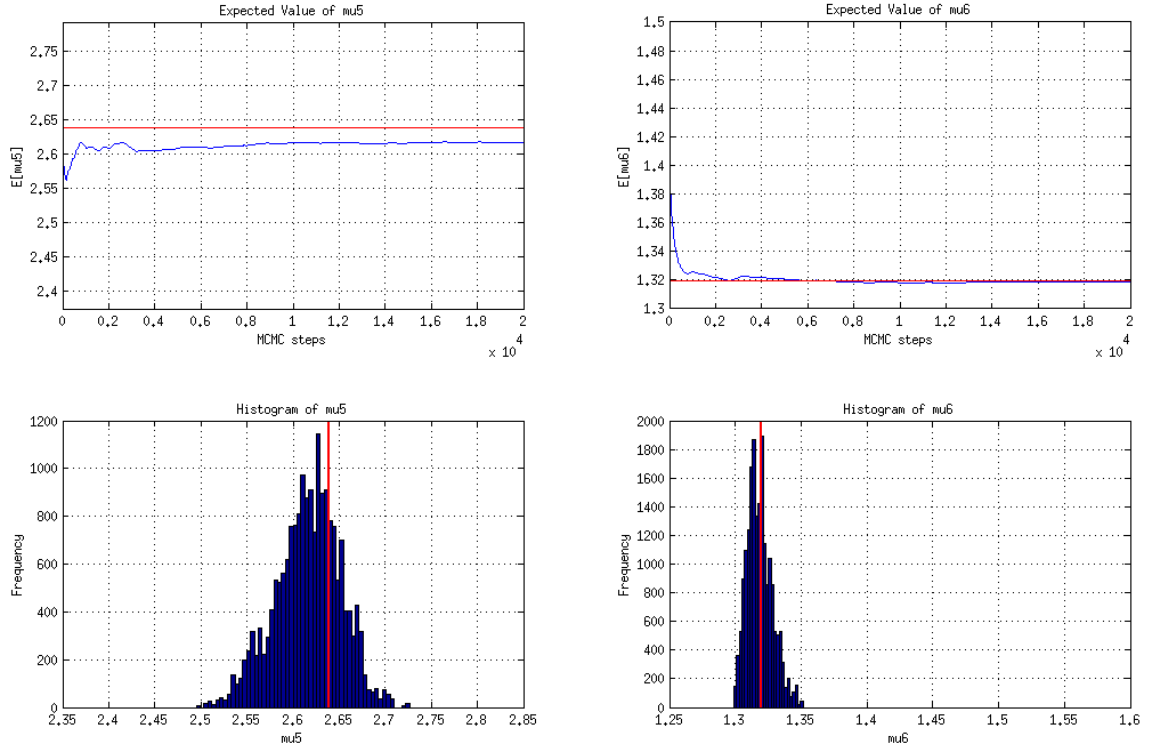 Expected Value of mu5
2.75
2.7
2.65
2.6
2.55
2.5
2.45
2.4
E[mu5]
0 0.2 0.4 0.6 0.8 1 1.2 1.4 1.6 1.8 2
MCMC steps
x 10
4
Expected Value of mu6
1.5
1.48
1.46
1.44
1.42
1.4
1.38
1.36
1.34
1.32
1.3
E[mu6]
0 0.2 0.4 0.6 0.8 1 1.2 1.4 1.6 1.8 2
MCMC steps
x 10
4
Histogram of mu5
1200
1000
800
600
400
200
0
Frequency
2.35 2.4 2.45 2.5 2.55 2.6 2.65 2.7 2.75 2.8 2.85
mu5
Histogram of mu6
2000
1800
1600
1400
1200
1000
800
600
400
200
0
Frequency
1.25 1.3 1.35 1.4 1.45 1.5 1.55 1.6
mu6